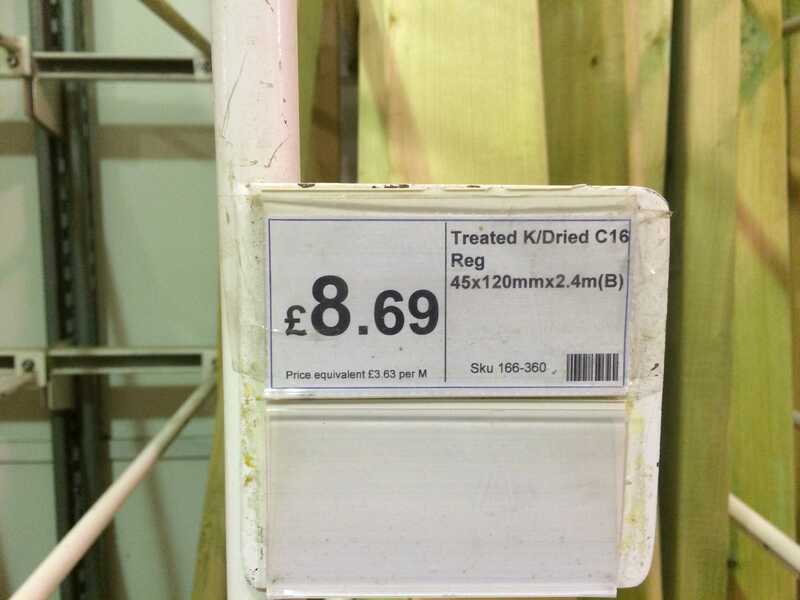 £8.69
Price equivalent £3.63 per M
Treated K/Dried C16
Reg
45x120mmx2.4m(B)
Sku 166-360